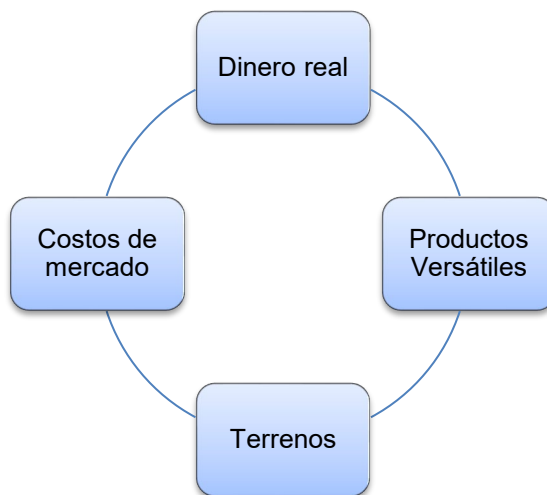 Dinero real
Costos de
mercado
Productos
Versátiles
Terrenos